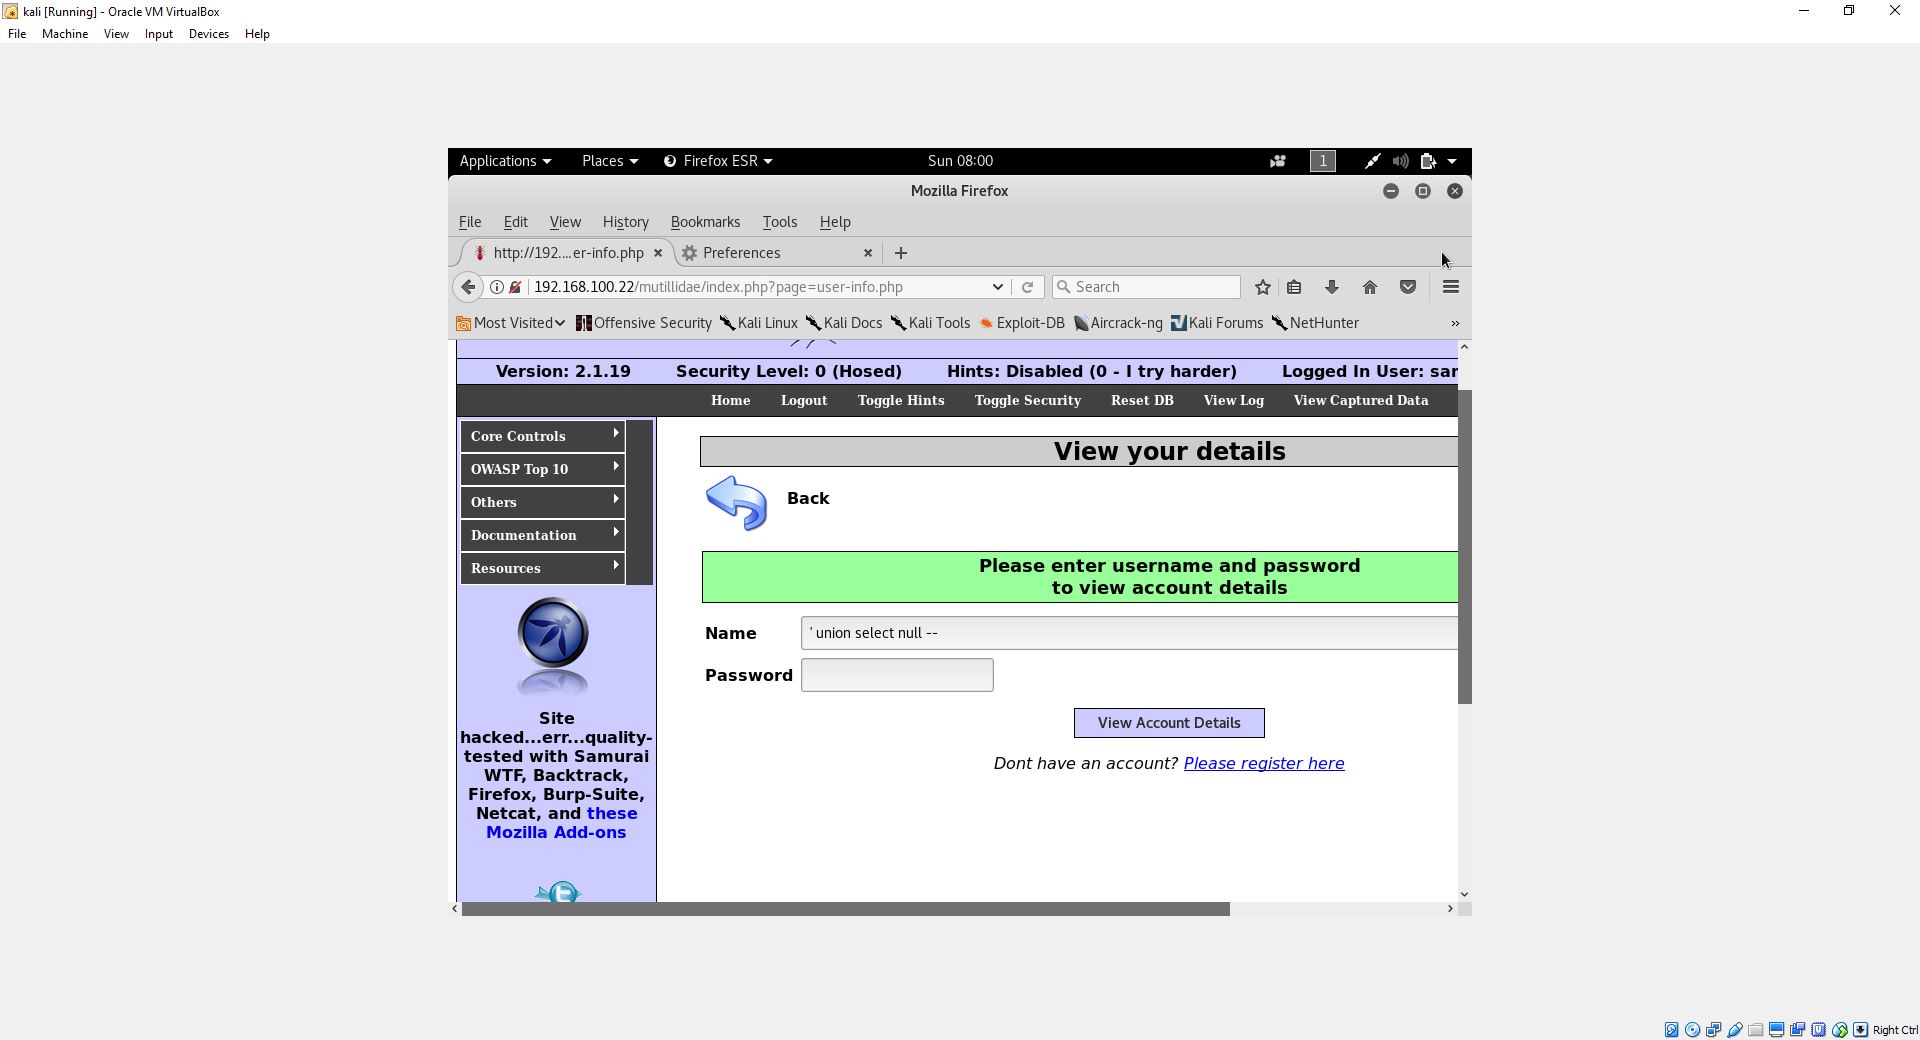 kali [Running] - Oracle VM VirtualBox
File Machine View Input Devices Help
Applications Places Firefox ESR Sun 08:00 1
Mozilla Firefox
File Edit View History Bookmarks Tools Help
http://192....er-info.php Preferences
192.168.100.22/mutillidae/index.php?page=user-info.php Search
Most Visited Offensive Security Kali Linux Kali Docs Kali Tools Exploit-DB Aircrack-ng Kali Forums NetHunter »
Version: 2.1.19 Security Level: 0 (Hosed) Hints: Disabled (0 - I try harder) Logged In User:
Home Logout Toggle Hints Toggle Security Reset DB View Log View Captured Data
Core Controls
OWASP Top 10
Others
Documentation
Resources
View your details
Back
Please enter username and password
to view account details
Name ' union select null --
Password
View Account Details
Dont have an account? Please register here
Site
hacked...err...quality-
tested with Samurai
WTF, Backtrack,
Firefox, Burp-Suite,
Netcat, and these
Mozilla Add-ons
Right Ctrl